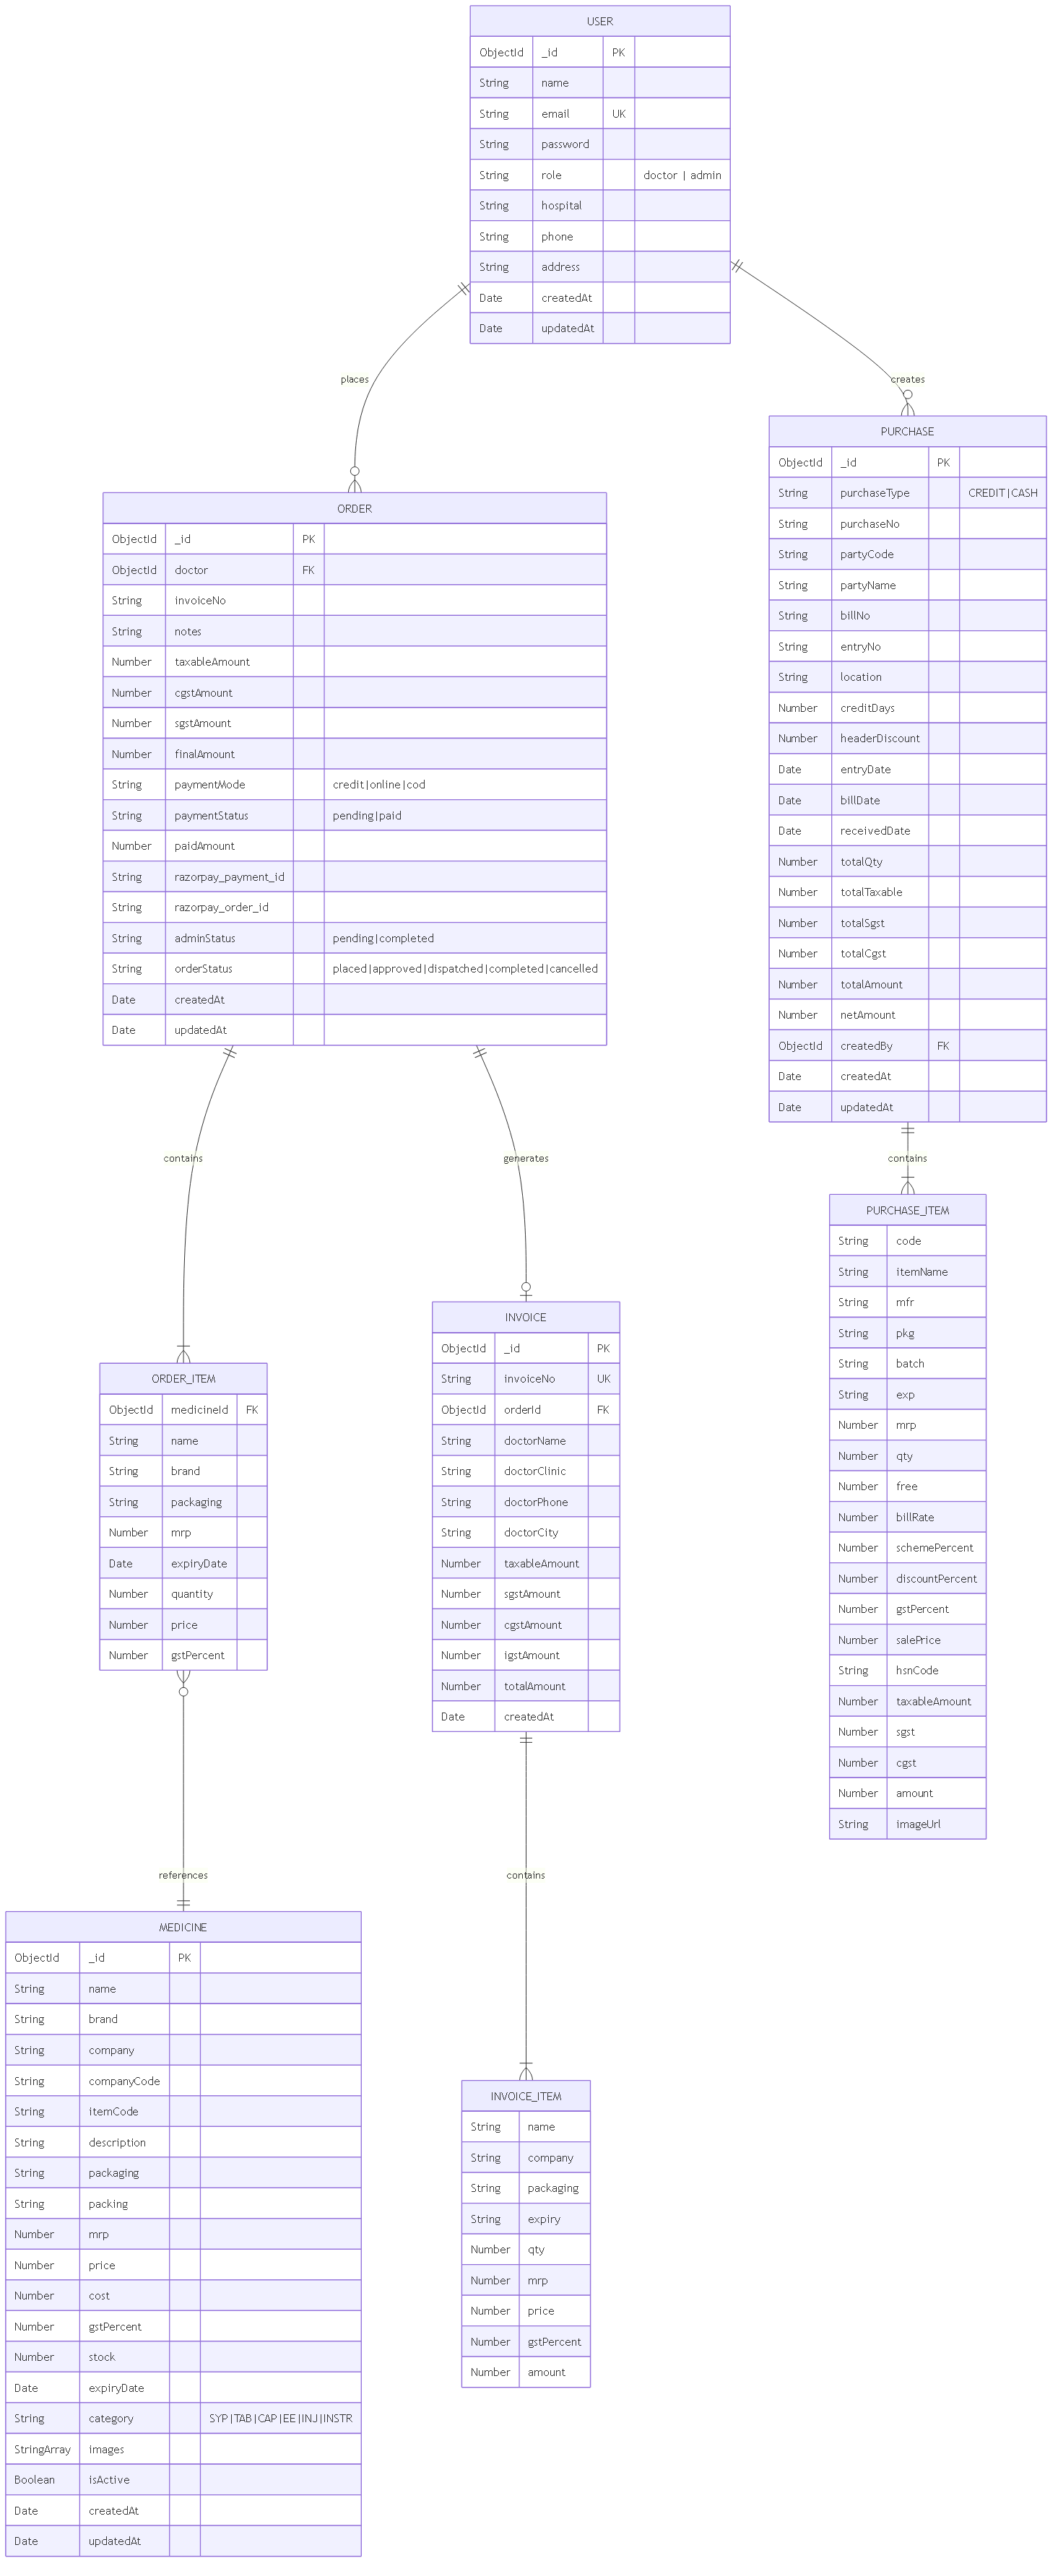 USER
ObjectId _id PK
String name
String email UK
String password
String role doctor | admin
String hospital
String phone
String address
Date createdAt
Date updatedAt
places
creates
PURCHASE
ObjectId _id PK
String purchaseType CREDIT|CASH
String purchaseNo
String partyCode
String partyName
String billNo
String entryNo
String location
Number creditDays
Number headerDiscount
Date entryDate
Date billDate
Date receivedDate
Number totalQty
Number totalTaxable
Number totalSgst
Number totalCgst
Number totalAmount
Number netAmount
ObjectId createdBy FK
Date createdAt
Date updatedAt
ORDER
ObjectId _id PK
ObjectId doctor FK
String invoiceNo
String notes
Number taxableAmount
Number cgstAmount
Number sgstAmount
Number finalAmount
String paymentMode credit|online|cod
String paymentStatus pending|paid
Number paidAmount
String razorpay_payment_id
String razorpay_order_id
String adminStatus pending|completed
String orderStatus placed|approved|dispatched|completed|cancelled
Date createdAt
Date updatedAt
contains
generates
contains
PURCHASE_ITEM
String code
String itemName
String mfr
String pkg
String batch
String exp
Number mrp
Number qty
Number free
Number billRate
Number schemePercent
Number discountPercent
Number gstPercent
Number salePrice
String hsnCode
Number taxableAmount
Number sgst
Number cgst
Number amount
String imageUrl
INVOICE
ObjectId _id PK
String invoiceNo UK
ObjectId orderId FK
String doctorName
String doctorClinic
String doctorPhone
String doctorCity
Number taxableAmount
Number sgstAmount
Number cgstAmount
Number igstAmount
Number totalAmount
Date createdAt
ORDER_ITEM
ObjectId medicineId FK
String name
String brand
String packaging
Number mrp
Date expiryDate
Number quantity
Number price
Number gstPercent
references
contains
MEDICINE
ObjectId _id PK
String name
String brand
String company
String companyCode
String itemCode
String description
String packaging
String packing
Number mrp
Number price
Number cost
Number gstPercent
Number stock
Date expiryDate
String category SYP|TAB|CAP|EE|INJ|INSTR
StringArray images
Boolean isActive
Date createdAt
Date updatedAt
INVOICE_ITEM
String name
String company
String packaging
String expiry
Number qty
Number mrp
Number price
Number gstPercent
Number amount